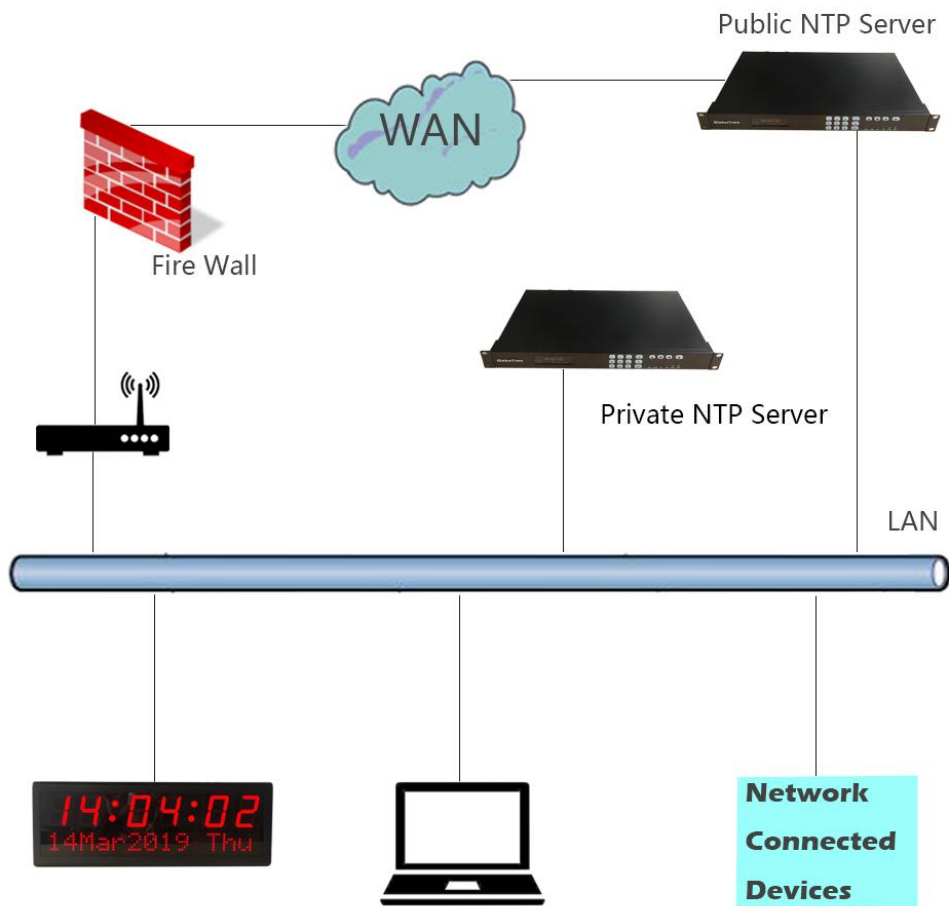 Public NTP Server
WAN
Fire Wall
Private NTP Server
LAN
14:04:02
14Mar2019 Thu
Network
Connected
Devices